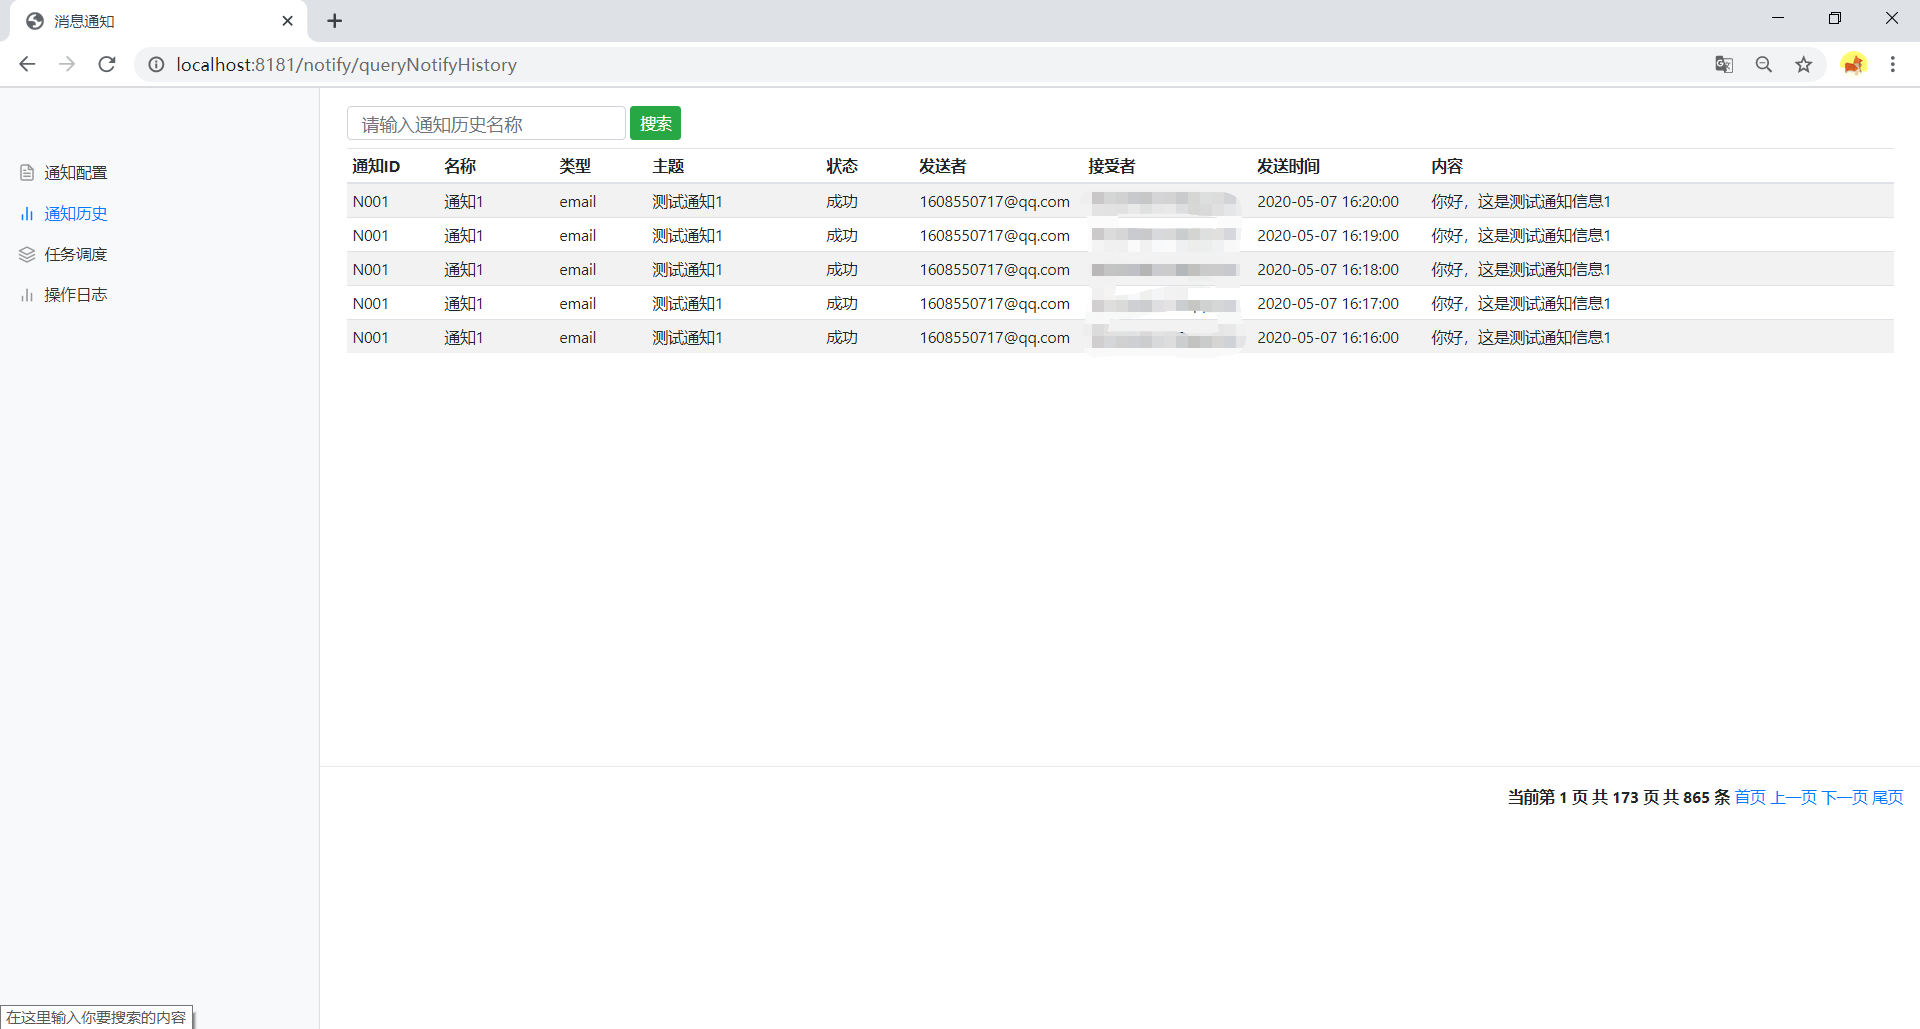 消息通知
localhost:8181/notify/queryNotifyHistory
通知配置
通知历史
任务调度
操作日志
请输入通知历史名称 搜索
通知ID 名称 类型 主题 状态 发送者 接受者 发送时间 内容
N001 通知1 email 测试通知1 成功 1608550717@qq.com 2020-05-07 16:20:00 你好，这是测试通知信息1
N001 通知1 email 测试通知1 成功 1608550717@qq.com 2020-05-07 16:19:00 你好，这是测试通知信息1
N001 通知1 email 测试通知1 成功 1608550717@qq.com 2020-05-07 16:18:00 你好，这是测试通知信息1
N001 通知1 email 测试通知1 成功 1608550717@qq.com 2020-05-07 16:17:00 你好，这是测试通知信息1
N001 通知1 email 测试通知1 成功 1608550717@qq.com 2020-05-07 16:16:00 你好，这是测试通知信息1
当前第 1 页 共 173 页 共 865 条 首页 上一页 下一页 尾页
在这里输入你要搜索的内容